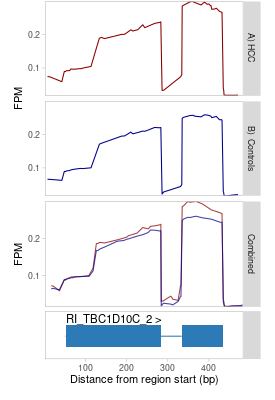 0.2
0.1
A) HCC
FPM
0.2
0.1
B) Controls
0.2
0.1
Combined
FPM
RI_TBC1D10C_2 >
100 200 300 400
Distance from region start (bp)